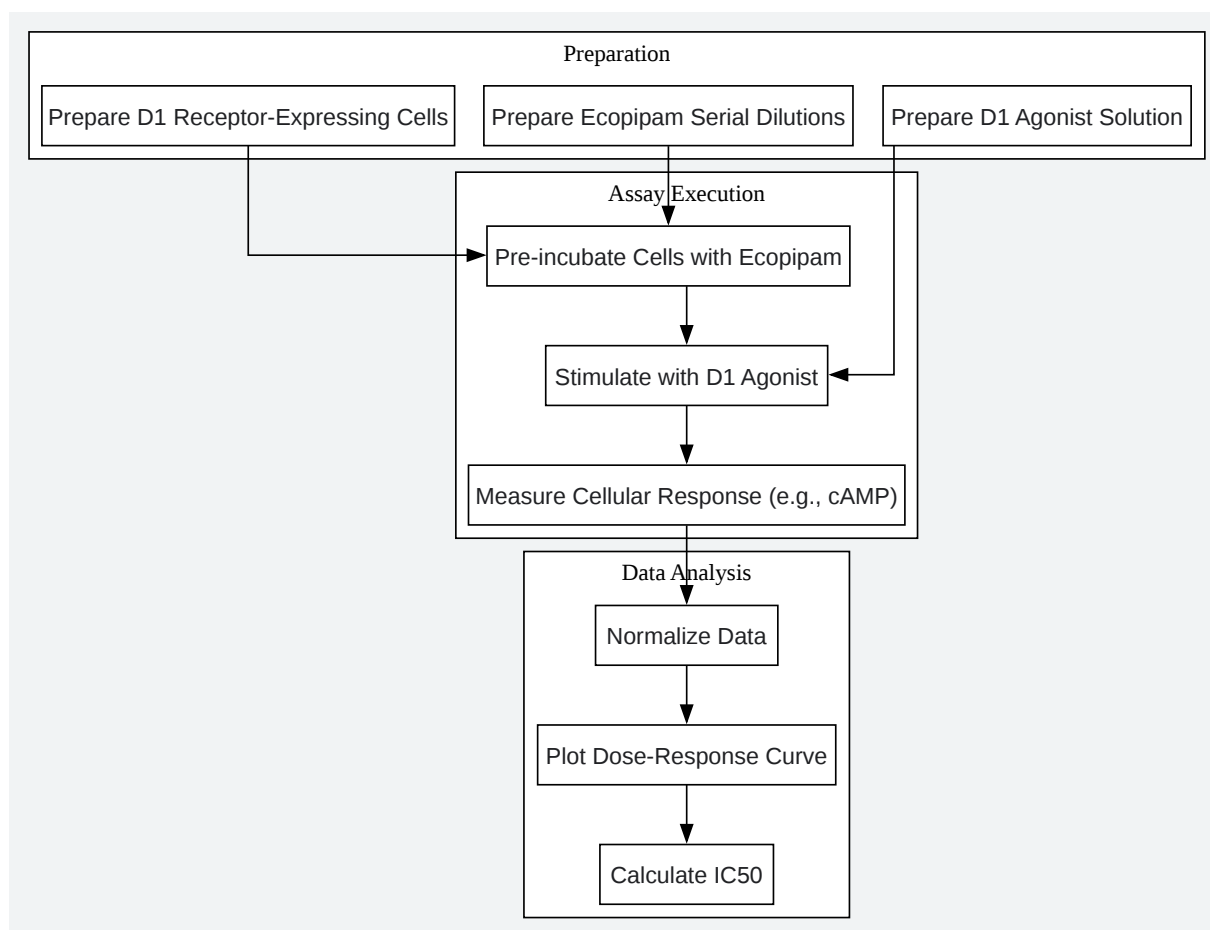 Preparation
Prepare D1 Receptor-Expressing Cells
Prepare Ecopipam Serial Dilutions
Prepare D1 Agonist Solution
Assay Execution
Pre-incubate Cells with Ecopipam
Stimulate with D1 Agonist
Measure Cellular Response (e.g., cAMP)
Data Analysis
Normalize Data
Plot Dose-Response Curve
Calculate IC50